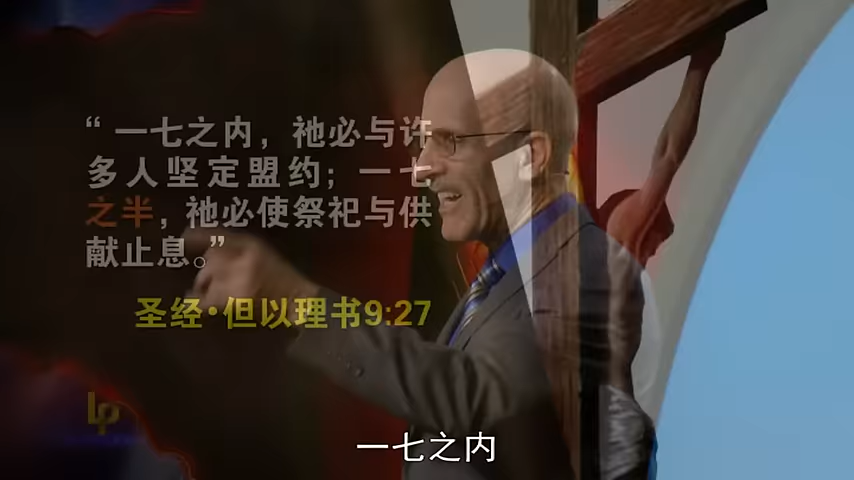 “一七之内，祂必与许
多人坚定盟约；一七
之半，祂必使祭祀与供
献止息。”
圣经·但以理书9:27
Lp
一七之内